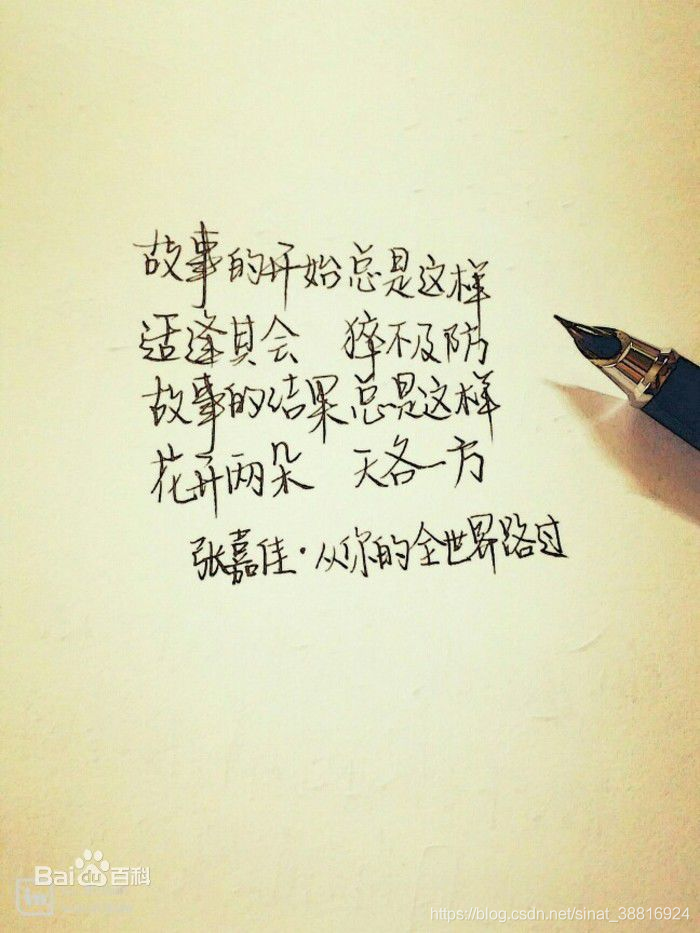 故事的开始总是这样
适逢其会 猝不及防
故事的结果总是这样
花开两朵 天各一方
张嘉佳·从你的全世界路过
Baidu百科
https://blog.csdn.net/sinat_38816924